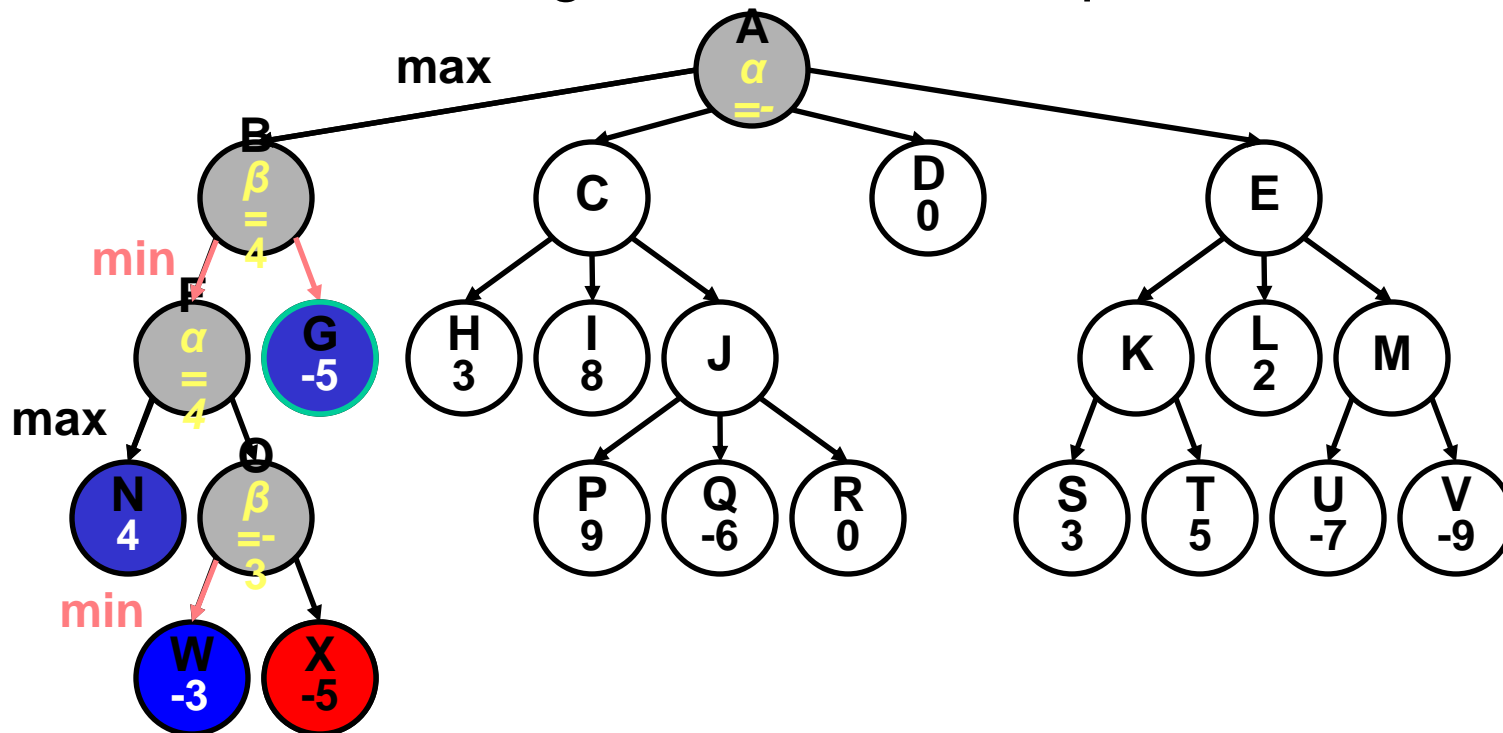 A
α
=-
max
B
β
=
4
C
D
0
E
min
F
α
=
4
G
-5
H
3
I
8
J
K
L
2
M
max
N
4
O
β
=-
3
P
9
Q
-6
R
0
S
3
T
5
U
-7
V
-9
min
W
-3
X
-5